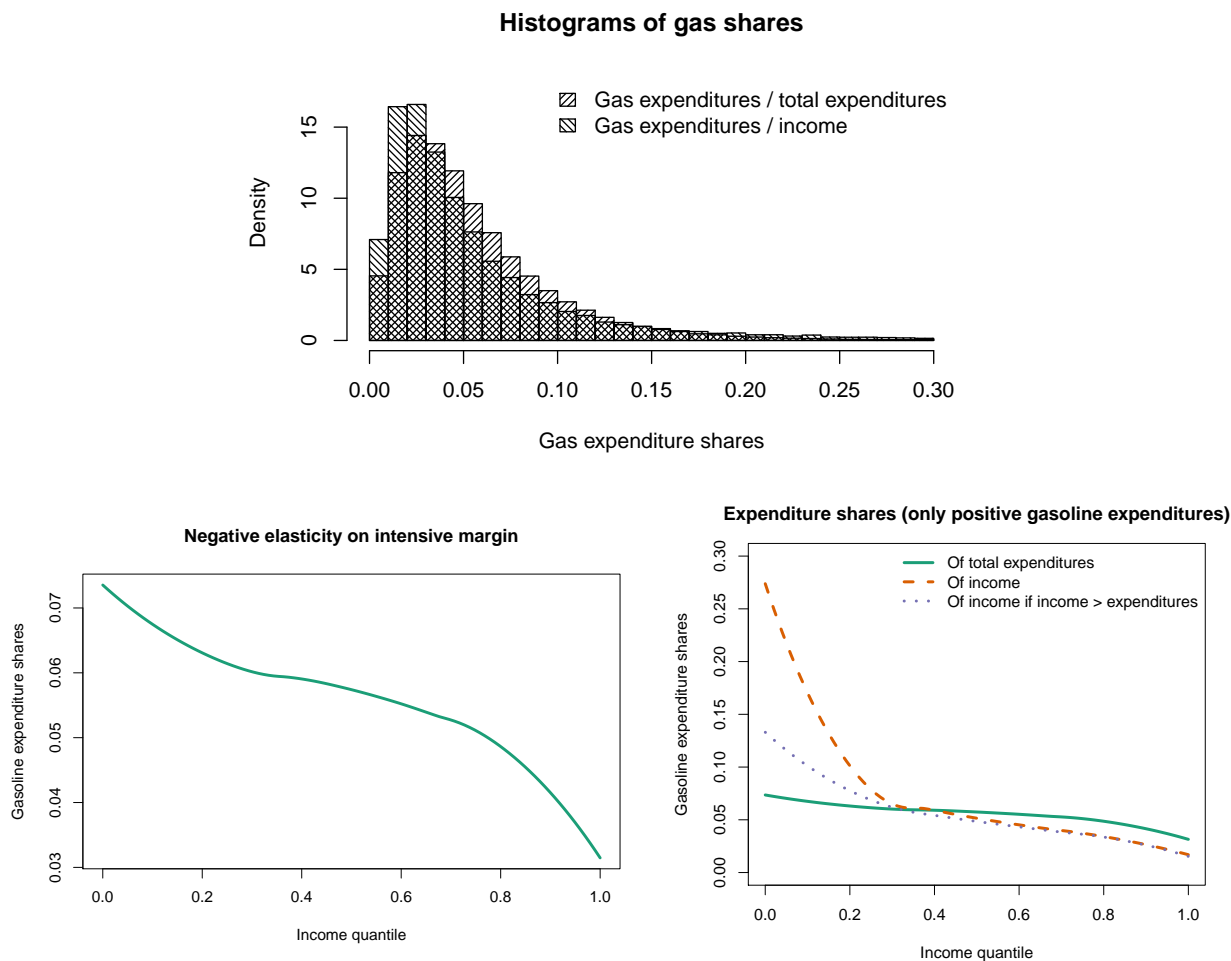 Histograms of gas shares
Gas expenditures / total expenditures
Gas expenditures / income
Density
0
5
10
15
0.00 0.05 0.10 0.15 0.20 0.25 0.30
Gas expenditure shares
Negative elasticity on intensive margin
Gasoline expenditure shares
0.03
0.04
0.05
0.06
0.07
0.0 0.2 0.4 0.6 0.8 1.0
Income quantile
Expenditure shares (only positive gasoline expenditures)
Of total expenditures
Of income
Of income if income > expenditures
Gasoline expenditure shares
0.00
0.05
0.10
0.15
0.20
0.25
0.30
0.0 0.2 0.4 0.6 0.8 1.0
Income quantile